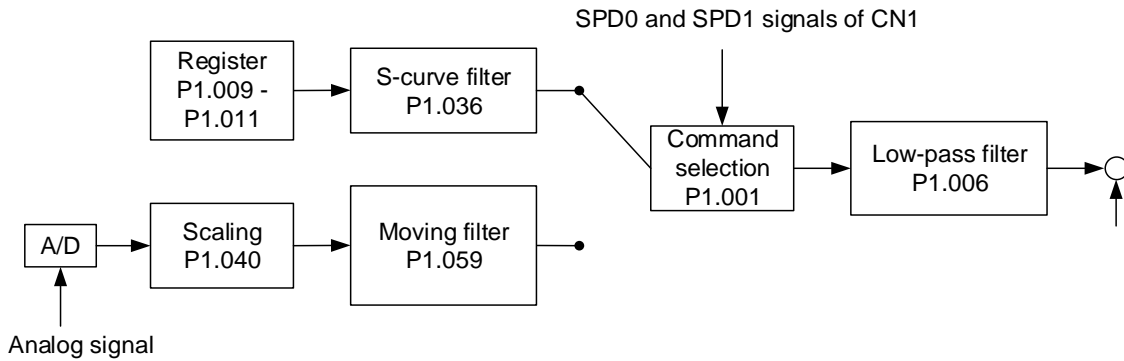 SPD0 and SPD1 signals of CN1
Register
P1.009 -
P1.011
S-curve filter
P1.036
Command
selection
P1.001
Low-pass filter
P1.006
A/D
Scaling
P1.040
Moving filter
P1.059
Analog signal